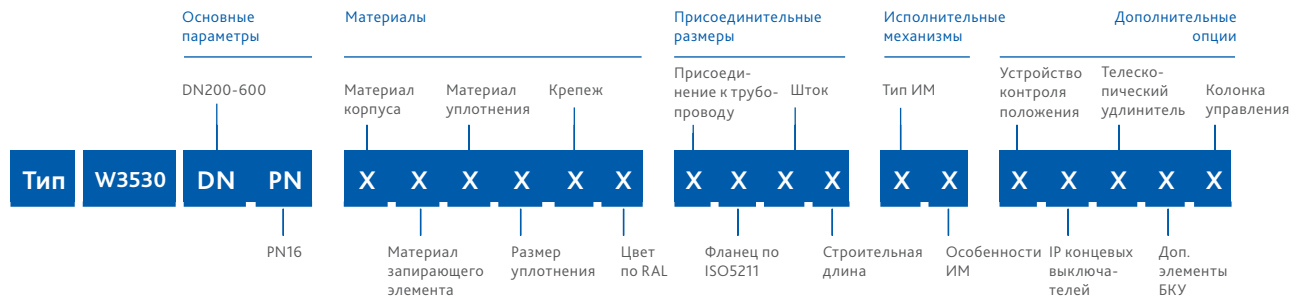 Основные
параметры
Материалы
Присоединительные
размеры
Исполнительные
механизмы
Дополнительные
опции
DN200-600
Материал
корпуса
Материал
уплотнения
Крепеж
Присоеди-
нение к трубо-
проводу
Шток
Тип ИМ
Устройство
контроля
положения
Телеско-
пический
удлинитель
Колонка
управления
Тип W3530 DN PN X X X X X X X X X X X X X X X X X
PN16
Материал
запирающего
элемента
Размер
уплотнения
Цвет
по RAL
Фланец по
ISO5211
Строительная
длина
Особенности
ИМ
IP концевых
выключа-
телей
Доп.
элементы
БКУ